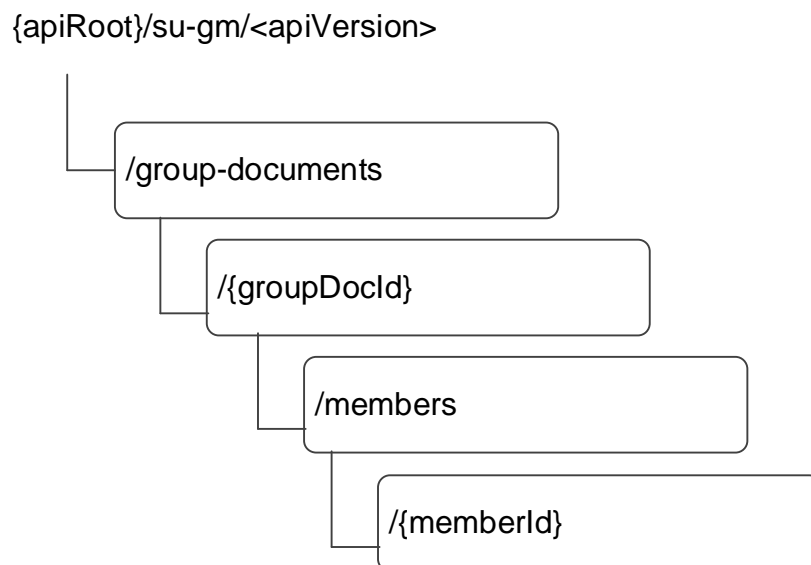 {apiRoot}/su-gm/<apiVersion>
/group-documents
/{groupDocId}
/members
/{memberId}